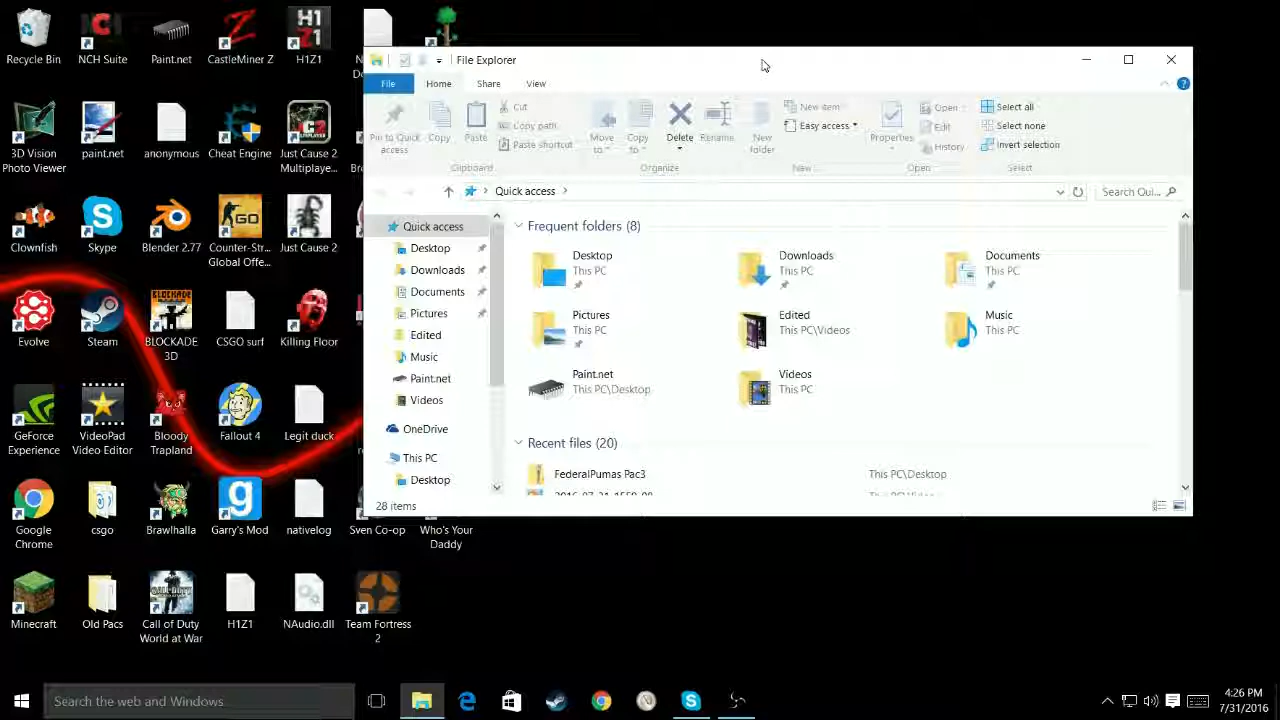 Recycle Bin
NCH Suite
Paint.net
CastleMiner Z
H1Z1
3D Vision
Photo Viewer
paint.net
anonymous
Cheat Engine
Just Cause 2
Multiplaye...
Clownfish
Skype
Blender 2.77
Counter-Str...
Global Offe...
Just Cause 2
Evolve
Steam
BLOCKADE
3D
CSGO surf
Killing Floor
GeForce
Experience
VideoPad
Video Editor
Bloody
Trapland
Fallout 4
Legit duck
Google
Chrome
csgo
Brawlhalla
Garry's Mod
nativelog
Sven Co-op
Who's Your
Daddy
Minecraft
Old Pacs
Call of Duty
World at War
H1Z1
NAudio.dll
Team Fortress
2
File Explorer
File
Home
Share
View
Pin to Quick
access
Copy
Paste
Cut
Copy path
Paste shortcut
Clipboard
Move
to
Copy
to
Delete
Rename
Organize
New
folder
New item
Easy access
New
Properties
Open
Edit
History
Open
Select all
Select none
Invert selection
Select
Quick access
Search Qui...
Quick access
Desktop
Downloads
Documents
Pictures
Edited
Music
Paint.net
Videos
OneDrive
This PC
Desktop
Frequent folders (8)
Desktop
This PC
Downloads
This PC
Documents
This PC
Pictures
This PC
Edited
This PC\Videos
Music
This PC
Paint.net
This PC\Desktop
Videos
This PC
Recent files (20)
FederalPumas Pac3
This PC\Desktop
28 items
Search the web and Windows
4:26 PM
7/31/2016